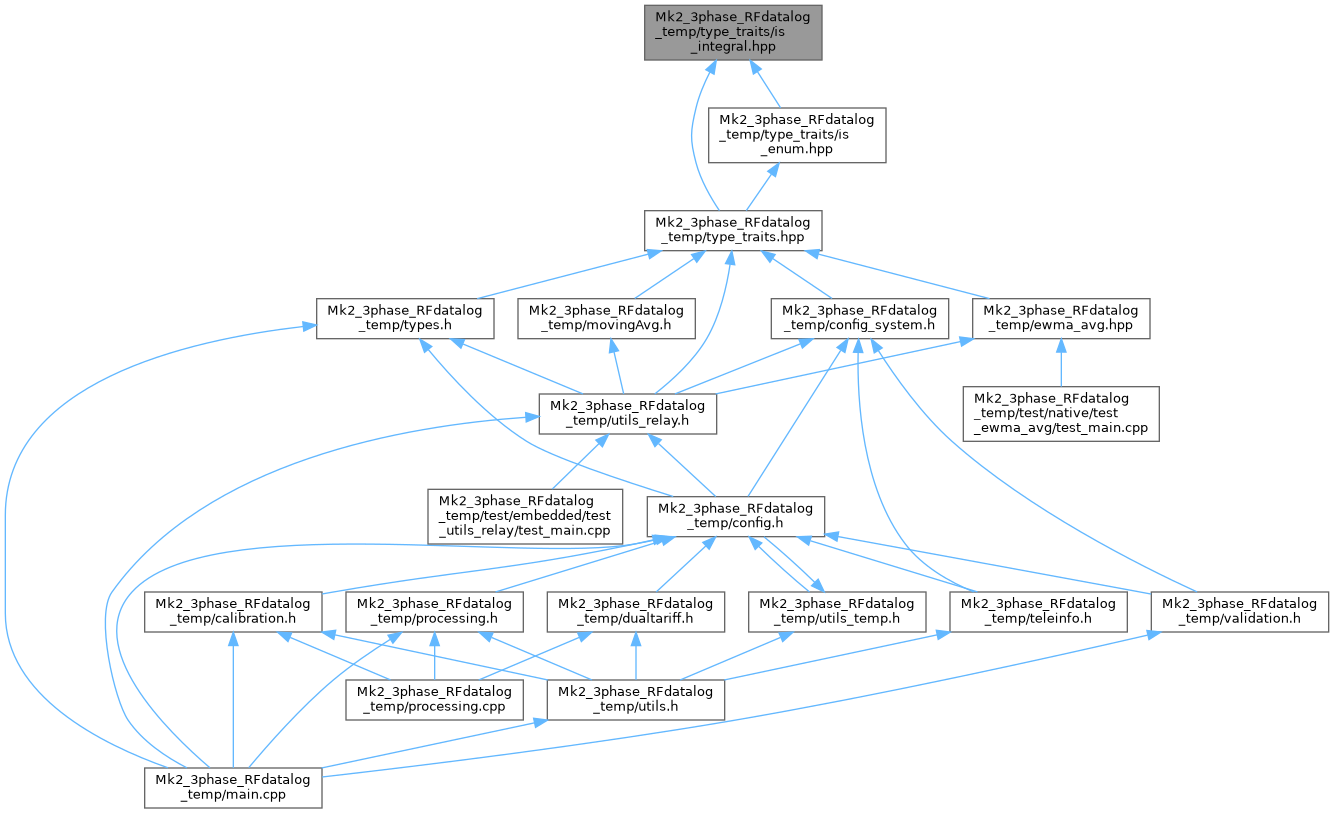 Mk2_3phase_RFdatalog
_temp/type_traits/is
_integral.hpp
Mk2_3phase_RFdatalog
_temp/type_traits/is
_enum.hpp
Mk2_3phase_RFdatalog
_temp/type_traits.hpp
Mk2_3phase_RFdatalog
_temp/types.h
Mk2_3phase_RFdatalog
_temp/movingAvg.h
Mk2_3phase_RFdatalog
_temp/config_system.h
Mk2_3phase_RFdatalog
_temp/ewma_avg.hpp
Mk2_3phase_RFdatalog
_temp/utils_relay.h
Mk2_3phase_RFdatalog
_temp/test/native/test
_ewma_avg/test_main.cpp
Mk2_3phase_RFdatalog
_temp/test/embedded/test
_utils_relay/test_main.cpp
Mk2_3phase_RFdatalog
_temp/config.h
Mk2_3phase_RFdatalog
_temp/calibration.h
Mk2_3phase_RFdatalog
_temp/processing.h
Mk2_3phase_RFdatalog
_temp/dualtariff.h
Mk2_3phase_RFdatalog
_temp/utils_temp.h
Mk2_3phase_RFdatalog
_temp/teleinfo.h
Mk2_3phase_RFdatalog
_temp/validation.h
Mk2_3phase_RFdatalog
_temp/processing.cpp
Mk2_3phase_RFdatalog
_temp/utils.h
Mk2_3phase_RFdatalog
_temp/main.cpp